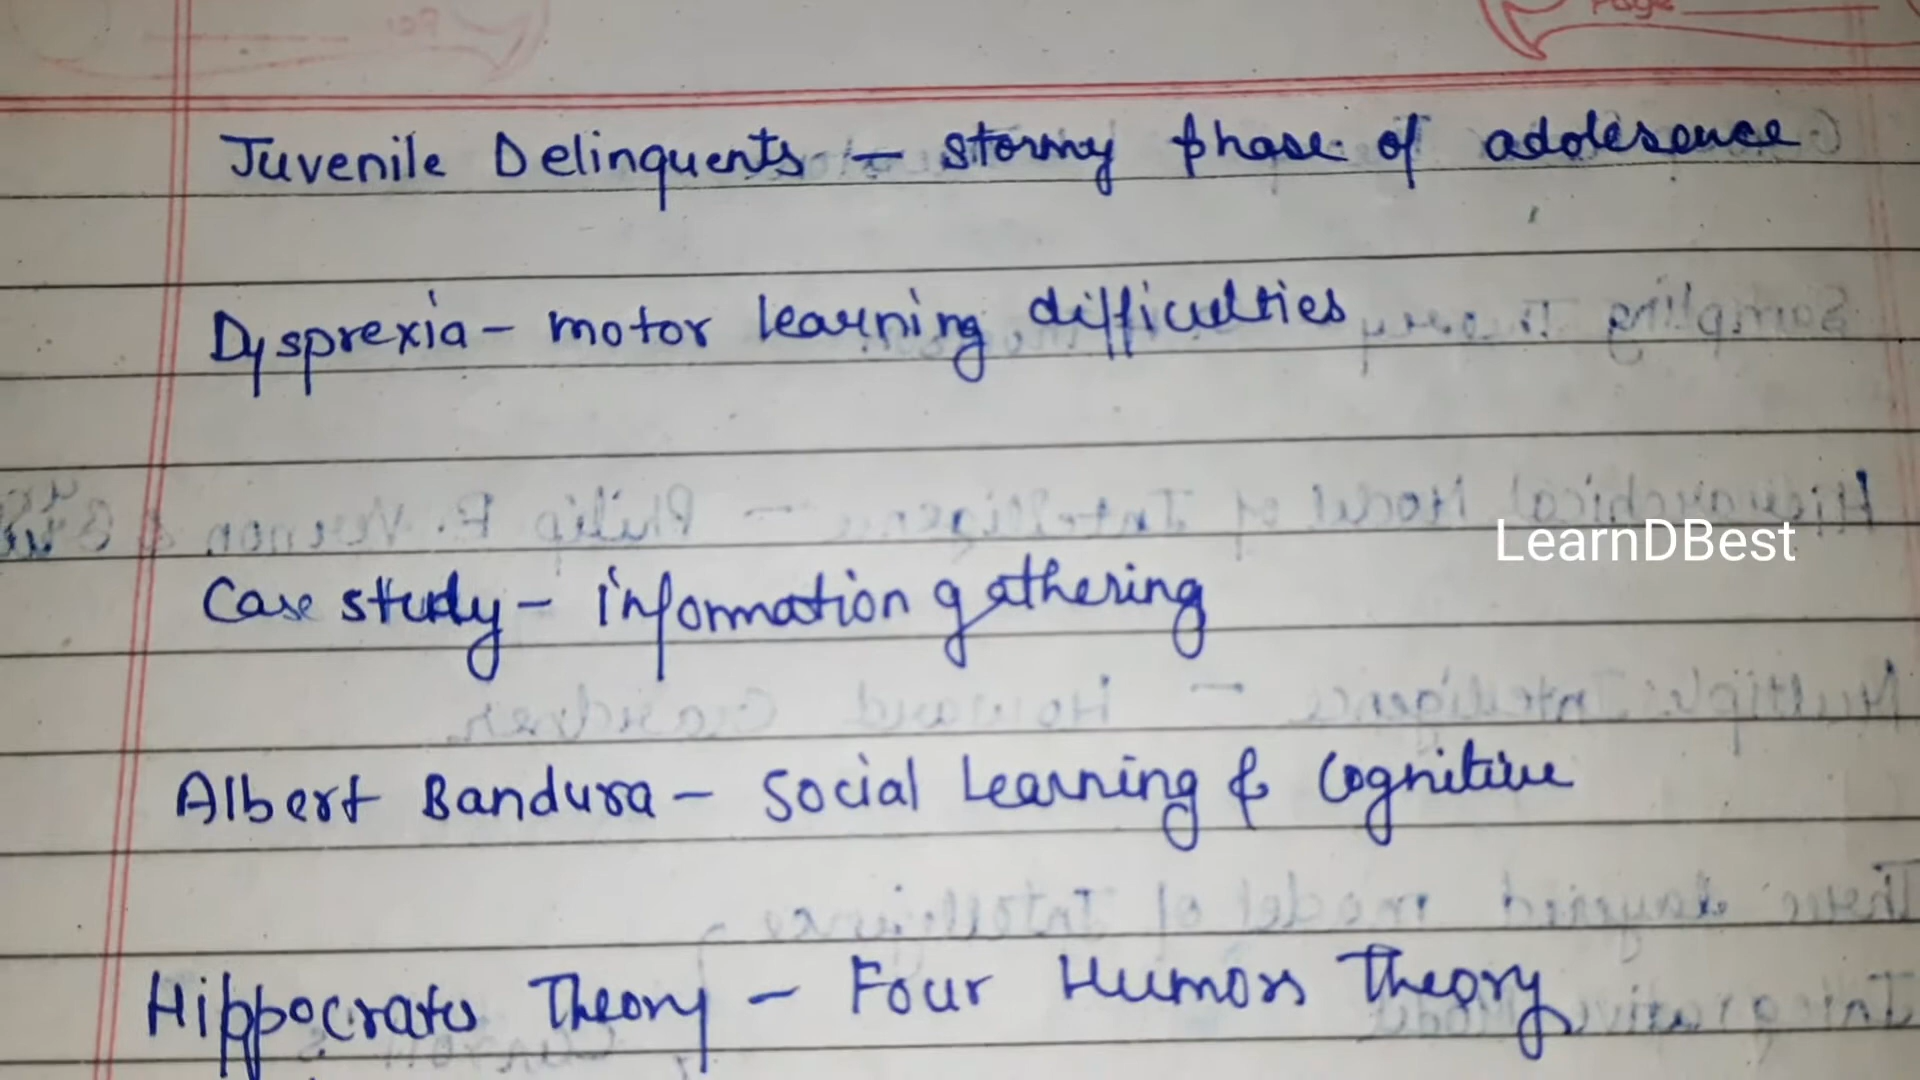 Page
Juvenile Delinquents - stormy phase of adolesence
Dysprexia - motor learning difficulties
LearnDBest
Case study - information gathering
Albert Bandura - Social Learning & Cognitive
Hippocrates Theory - Four Humors Theory